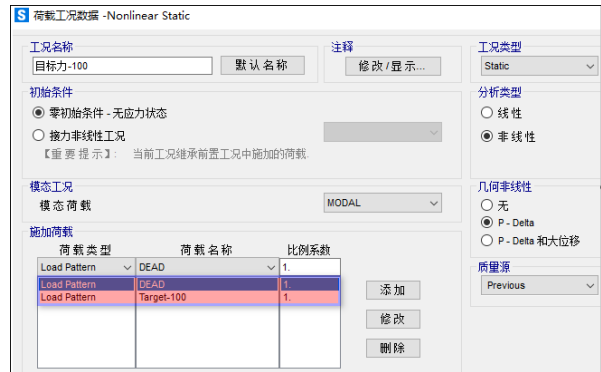 S 荷载工况数据 -Nonlinear Static
工况名称
目标力-100
默认名称
注释
修改/显示...
工况类型
Static
初始条件
零初始条件 - 无应力状态
接力非线性工况
【重要提示】： 当前工况继承前置工况中施加的荷载.
分析类型
线性
非线性
模态工况
模态荷载
MODAL
几何非线性
无
P - Delta
P - Delta 和大位移
施加荷载
荷载类型 荷载名称 比例系数
Load Pattern DEAD 1.
Load Pattern DEAD 1.
Load Pattern Target-100 1.
添加
修改
删除
质量源
Previous